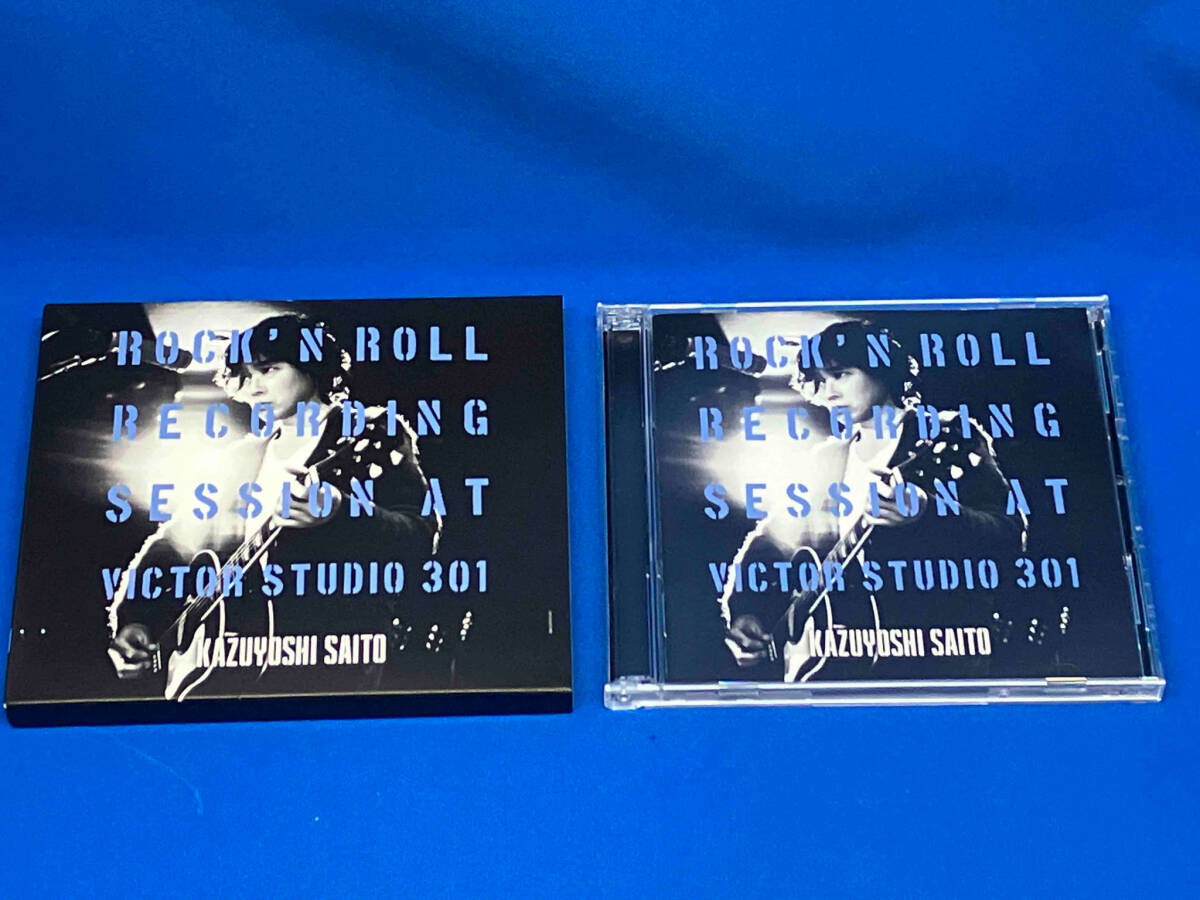 ROCK'N ROLL
RECORDING
SESSION AT
VICTOR STUDIO 301
KAZUYOSHI SAITO
ROCK'N ROLL
RECORDING
SESSION AT
VICTOR STUDIO 301
KAZUYOSHI SAITO